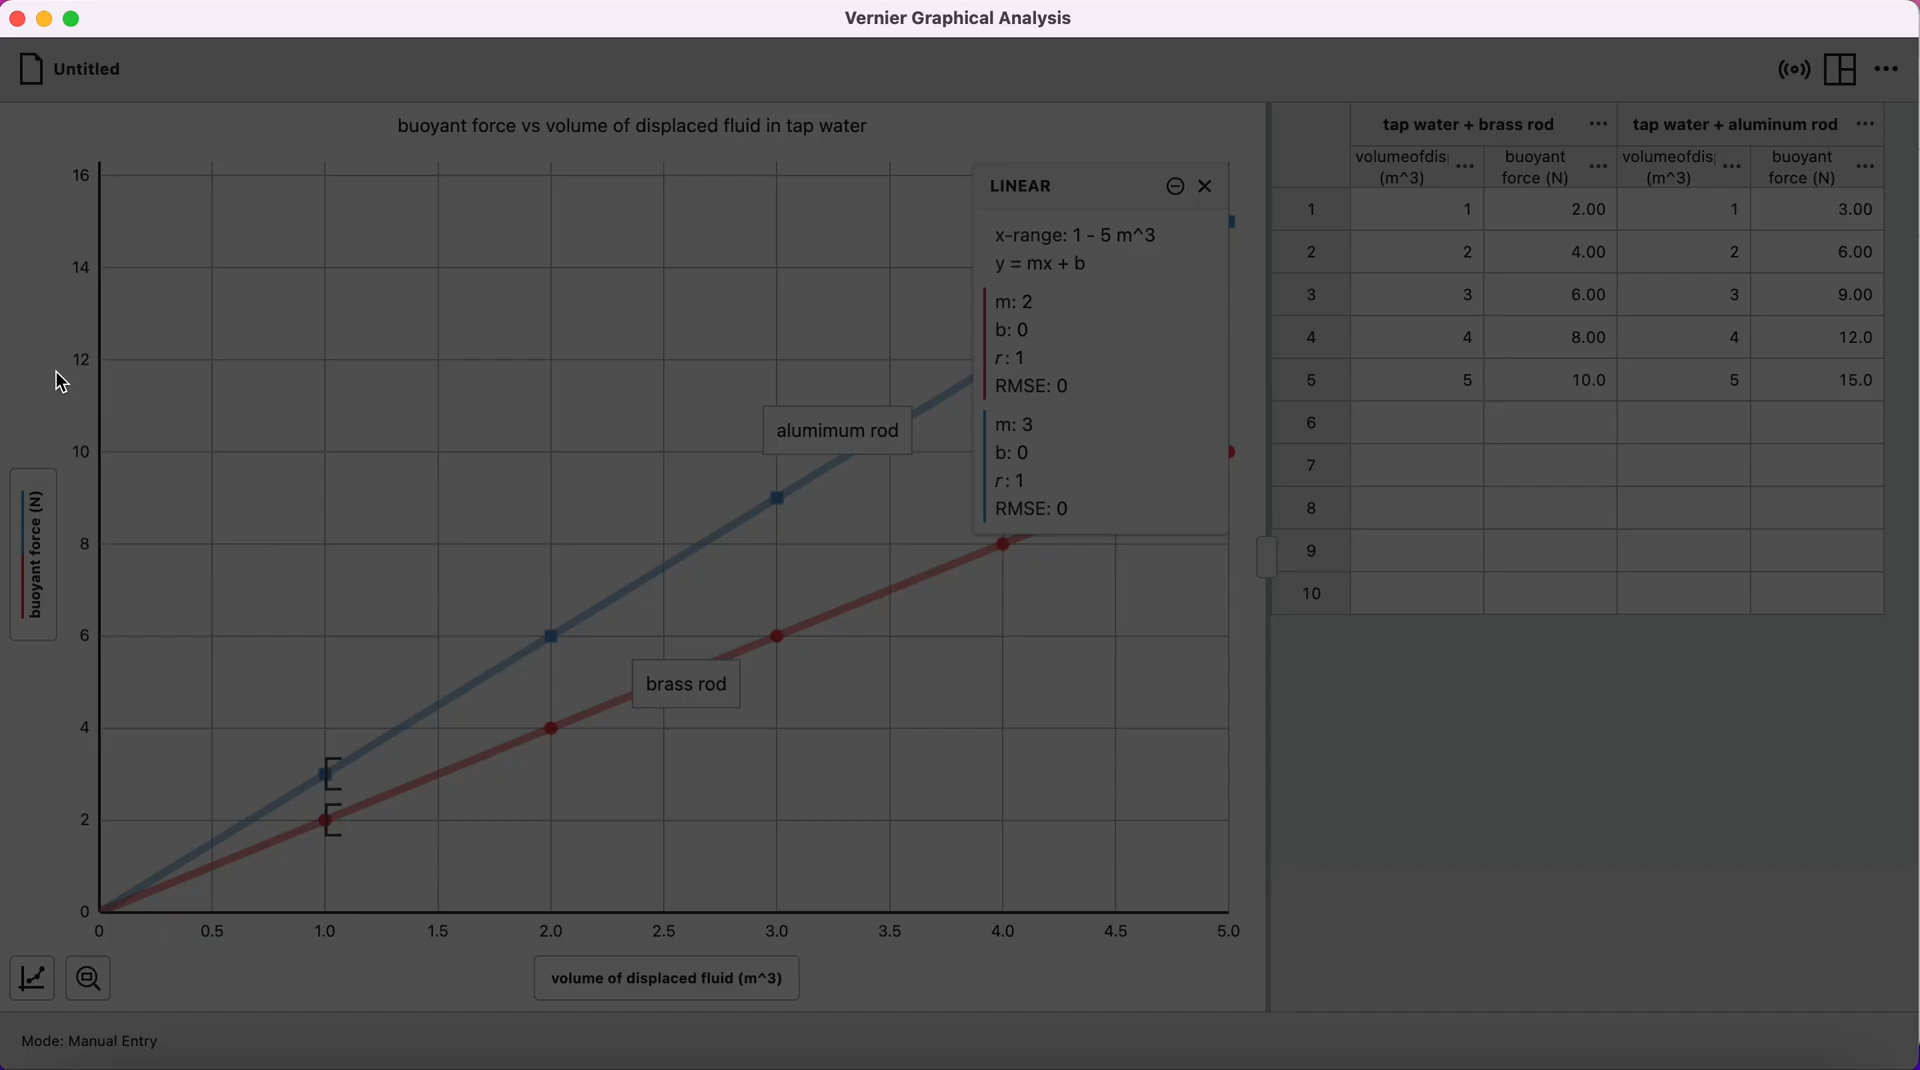 Vernier Graphical Analysis
Untitled
buoyant force vs volume of displaced fluid in tap water
16
14
12
10
8
6
4
2
0
buoyant force (N)
LINEAR
x-range: 1 - 5 m^3
y = mx + b
m: 2
b: 0
r: 1
RMSE: 0
m: 3
b: 0
r: 1
RMSE: 0
alumimum rod
brass rod
0 0.5 1.0 1.5 2.0 2.5 3.0 3.5 4.0 4.5 5.0
volume of displaced fluid (m^3)
tap water + brass rod ··· tap water + aluminum rod ···
volumeofdis ··· buoyant ··· volumeofdis ··· buoyant ···
(m^3) force (N) (m^3) force (N)
1 1 2.00 1 3.00
2 2 4.00 2 6.00
3 3 6.00 3 9.00
4 4 8.00 4 12.0
5 5 10.0 5 15.0
6
7
8
9
10
Mode: Manual Entry